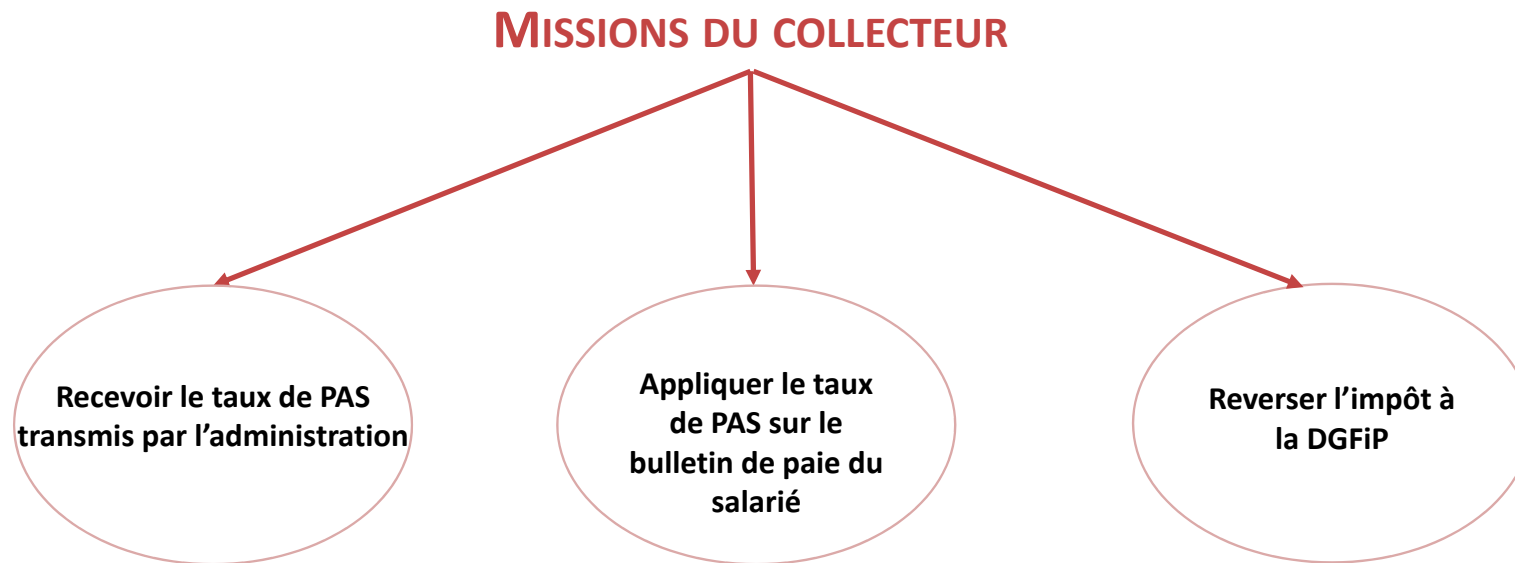 MISSIONS DU COLLECTEUR
Recevoir le taux de PAS
transmis par l’administration
Appliquer le taux
de PAS sur le
bulletin de paie du
salarié
Reverser l’impôt à
la DGFiP